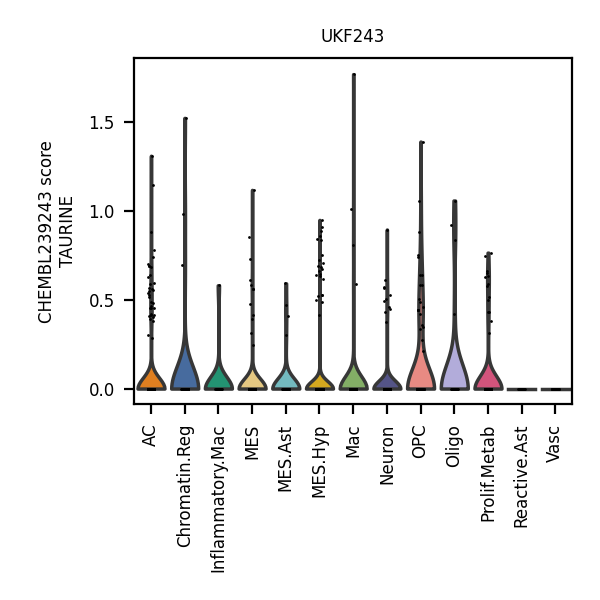 UKF243
CHEMBL239243 score
TAURINE
1.5
1.0
0.5
0.0
AC
Chromatin.Reg
Inflammatory.Mac
MES
MES.Ast
MES.Hyp
Mac
Neuron
OPC
Oligo
Prolif.Metab
Reactive.Ast
Vasc